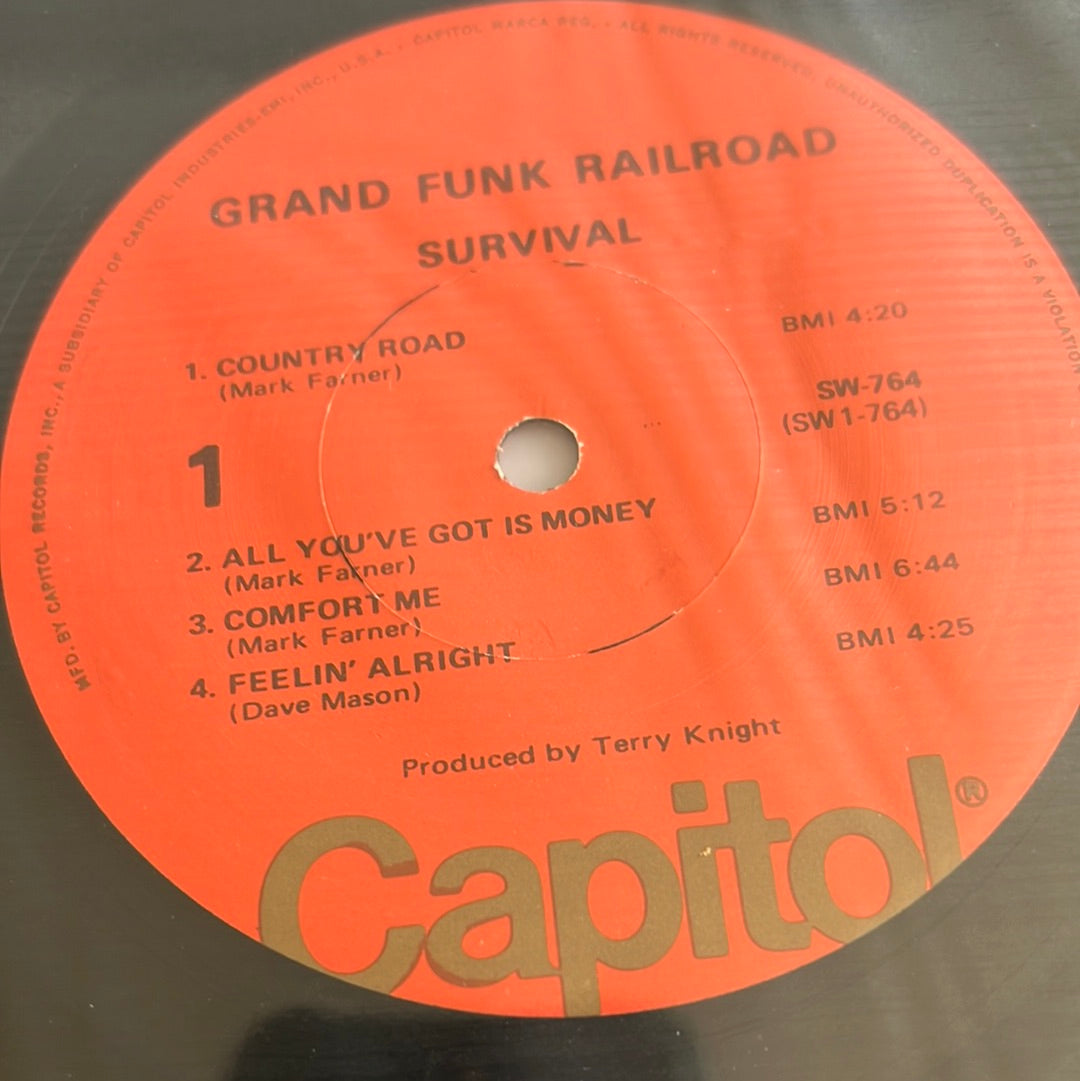 MFD. BY CAPITOL RECORDS, INC., A SUBSIDIARY OF CAPITOL INDUSTRIES-EMI, INC., U.S.A. • CAPITOL MARCA REG. • ALL RIGHTS RESERVED. UNAUTHORIZED DUPLICATION IS A VIOLATION
GRAND FUNK RAILROAD
SURVIVAL
1. COUNTRY ROAD BMI 4:20
(Mark Farner)
SW-764
(SW1-764)
1
2. ALL YOU'VE GOT IS MONEY BMI 5:12
(Mark Farner)
3. COMFORT ME BMI 6:44
(Mark Farner)
4. FEELIN' ALRIGHT BMI 4:25
(Dave Mason)
Produced by Terry Knight
Capitol®